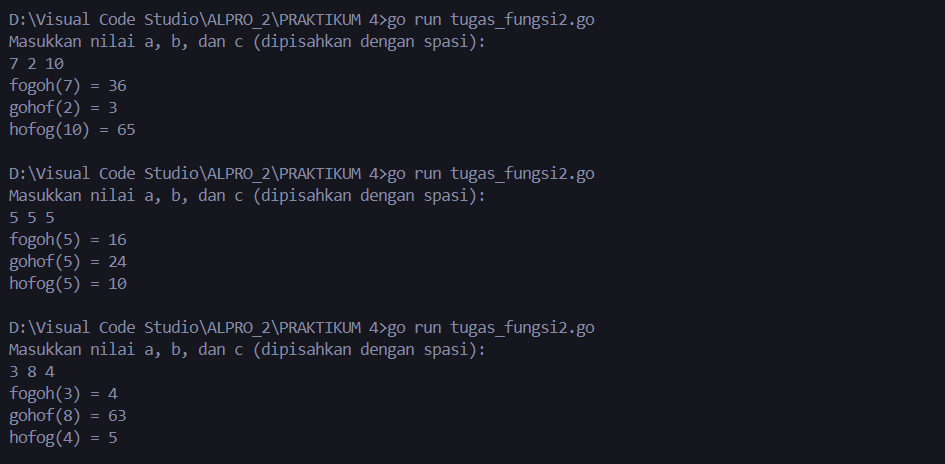 D:\Visual Code Studio\ALPRO_2\PRAKTIKUM 4>go run tugas_fungsi2.go
Masukkan nilai a, b, dan c (dipisahkan dengan spasi):
7 2 10
fogoh(7) = 36
gohof(2) = 3
hofog(10) = 65

D:\Visual Code Studio\ALPRO_2\PRAKTIKUM 4>go run tugas_fungsi2.go
Masukkan nilai a, b, dan c (dipisahkan dengan spasi):
5 5 5
fogoh(5) = 16
gohof(5) = 24
hofog(5) = 10

D:\Visual Code Studio\ALPRO_2\PRAKTIKUM 4>go run tugas_fungsi2.go
Masukkan nilai a, b, dan c (dipisahkan dengan spasi):
3 8 4
fogoh(3) = 4
gohof(8) = 63
hofog(4) = 5